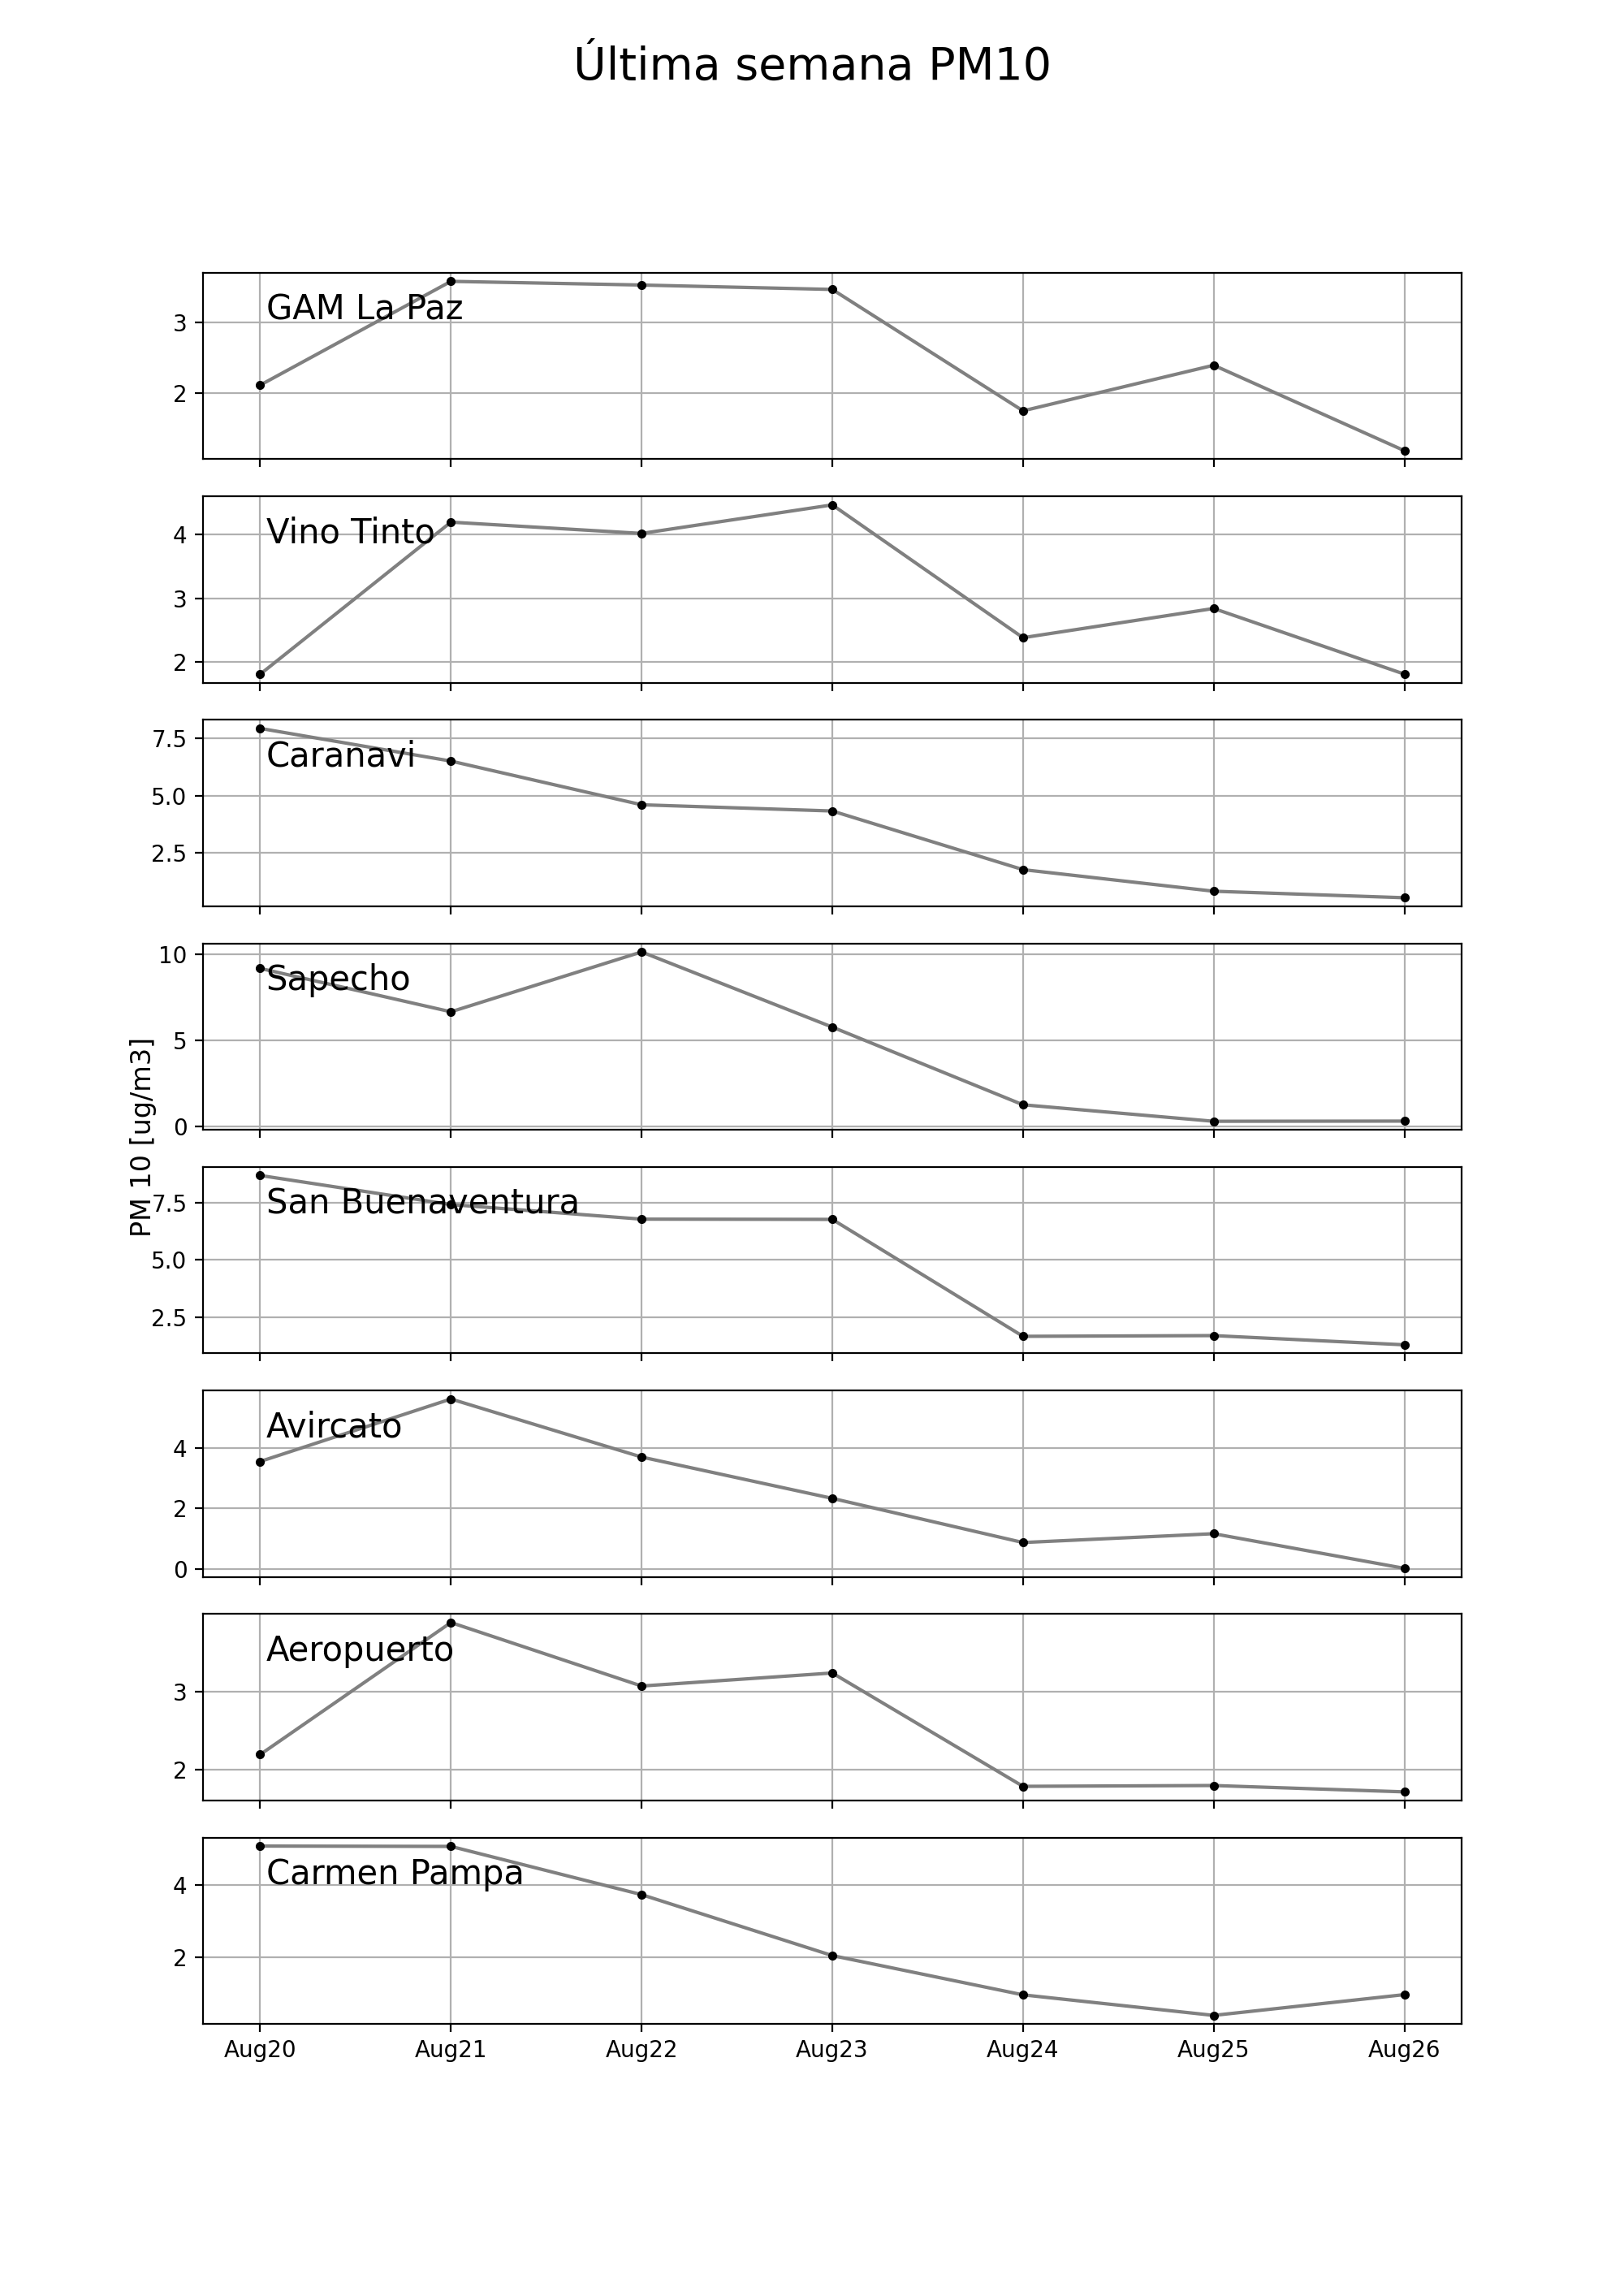 Última semana PM10
GAM La Paz
3
2
Vino Tinto
4
3
2
Caranavi
7.5
5.0
2.5
Sapecho
10
5
0
PM 10 [ug/m3]
San Buenaventura
7.5
5.0
2.5
Avircato
4
2
0
Aeropuerto
3
2
Carmen Pampa
4
2
Aug20 Aug21 Aug22 Aug23 Aug24 Aug25 Aug26